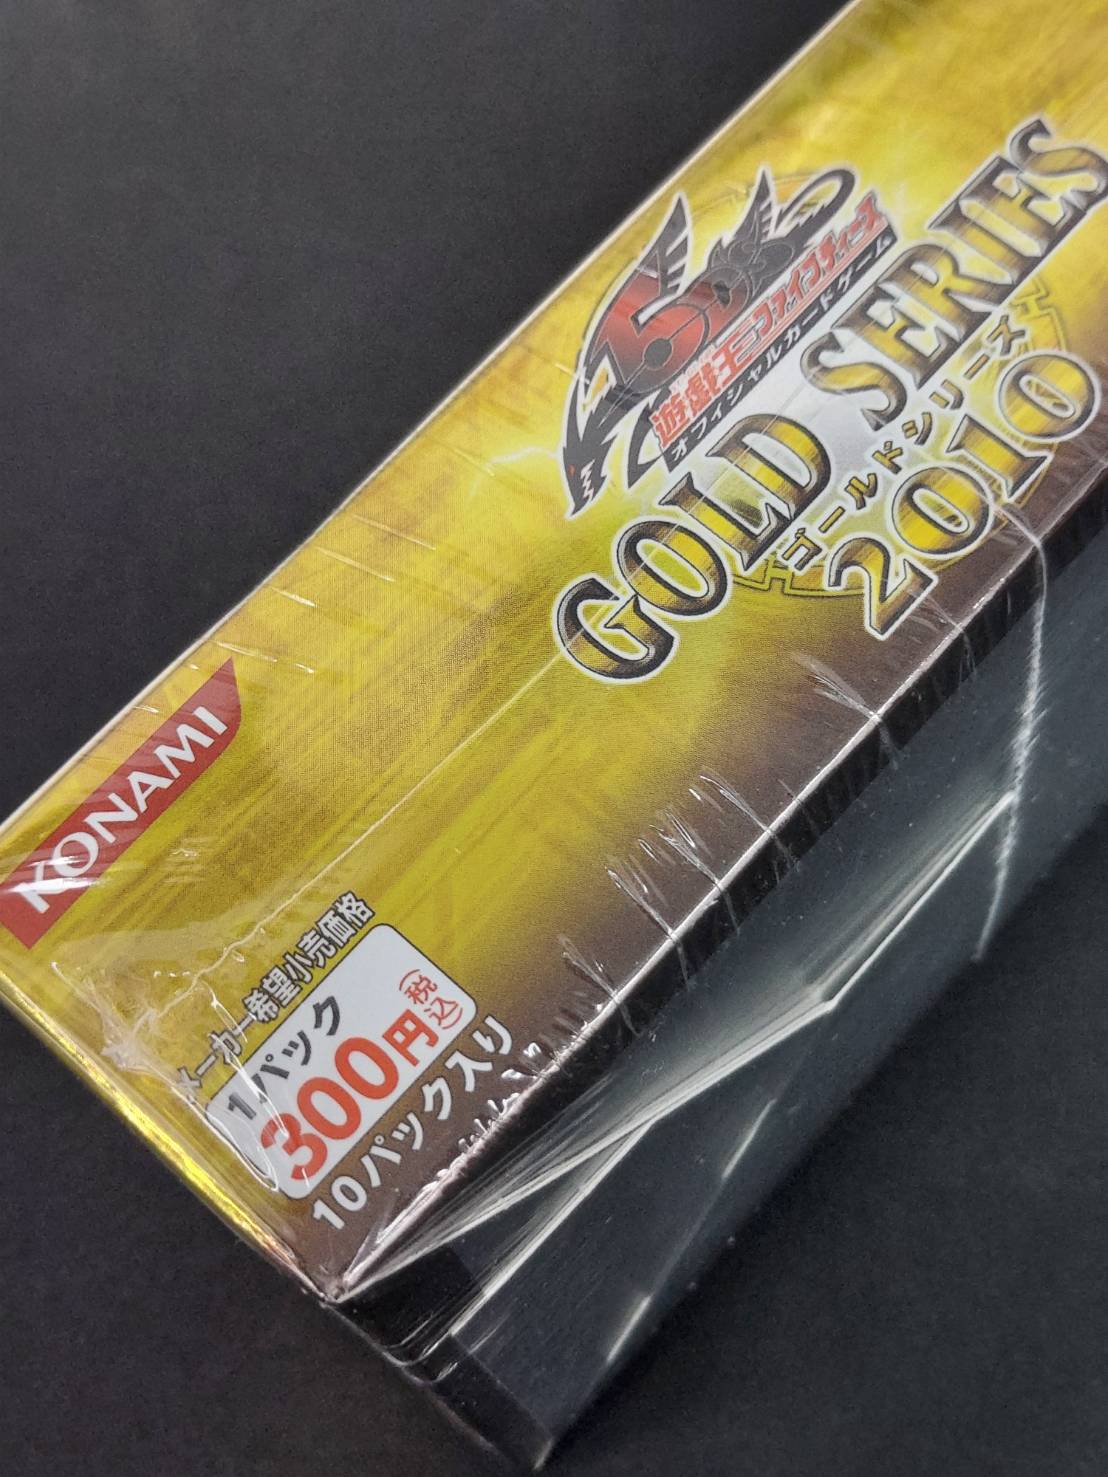 5D's
遊戯王ファイブディーズ
オフィシャルカードゲーム
GOLD SERIES
ゴールドシリーズ
2010
KONAMI
メーカー希望小売価格
1パック
300円(税込)
10パック入り